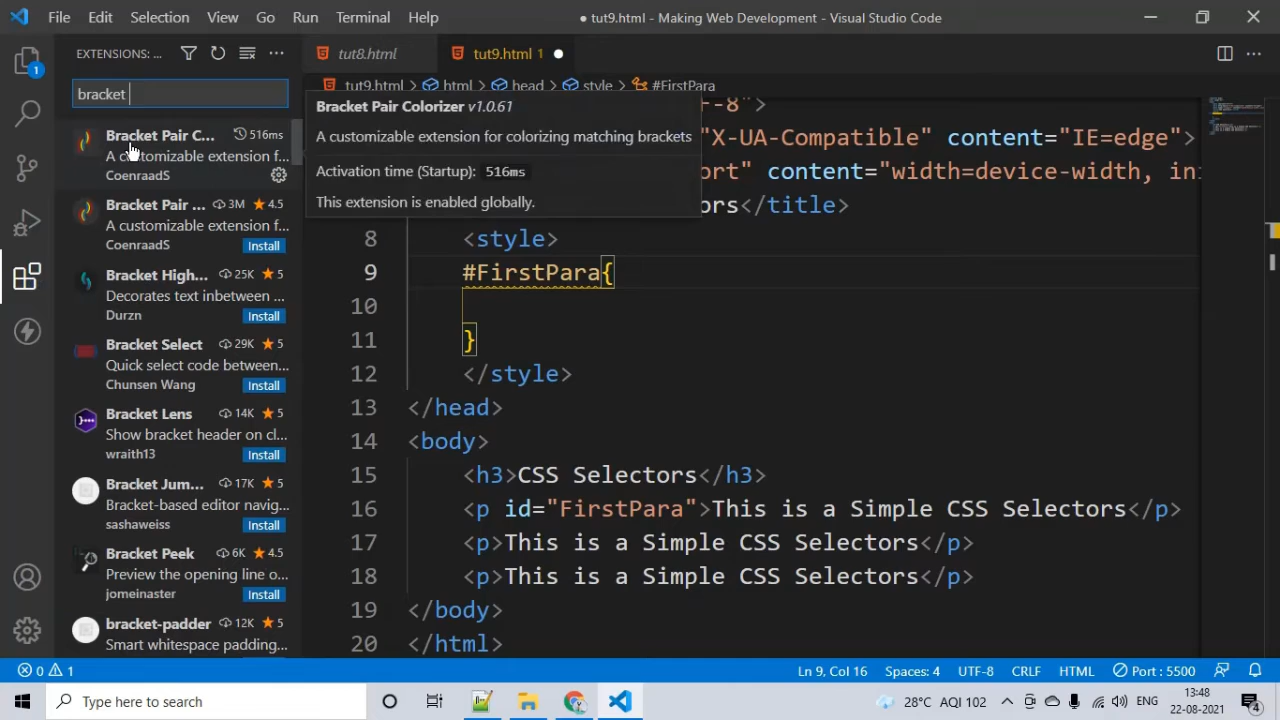 File Edit Selection View Go Run Terminal Help
● tut9.html - Making Web Development - Visual Studio Code
1
EXTENSIONS: ...
bracket
Bracket Pair C... 516ms
A customizable extension f...
CoenraadS
Bracket Pair ... 3M ★4.5
A customizable extension f...
CoenraadS Install
Bracket High... 25K ★5
Decorates text inbetween ...
Durzn Install
Bracket Select 29K ★5
Quick select code between...
Chunsen Wang Install
Bracket Lens 14K ★5
Show bracket header on cl...
wraith13 Install
Bracket Jum... 17K ★5
Bracket-based editor navig...
sashaweiss Install
Bracket Peek 6K ★4.5
Preview the opening line o...
jomeinaster Install
bracket-padder 12K ★5
Smart whitespace padding...
tut8.html
tut9.html 1 ●
tut9.html > html > head > style > #FirstPara
Bracket Pair Colorizer v1.0.61
A customizable extension for colorizing matching brackets
Activation time (Startup): 516ms
This extension is enabled globally.
F-8">
"X-UA-Compatible" content="IE=edge">
ort" content="width=device-width, in
ors</title>
8 <style>
9 #FirstPara{
10
11 }
12 </style>
13 </head>
14 <body>
15 <h3>CSS Selectors</h3>
16 <p id="FirstPara">This is a Simple CSS Selectors</p>
17 <p>This is a Simple CSS Selectors</p>
18 <p>This is a Simple CSS Selectors</p>
19 </body>
20 </html>
0 1
Ln 9, Col 16 Spaces: 4 UTF-8 CRLF HTML Port : 5500
Type here to search
28°C AQI 102
ENG
13:48
22-08-2021
4